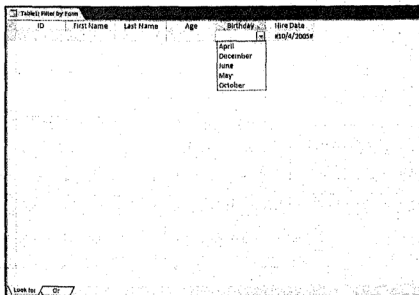 Table1: Filter by Form
ID First Name Last Name Age Birthday Hire Date
#10/4/2005#
April
December
June
May
October
Look for Or